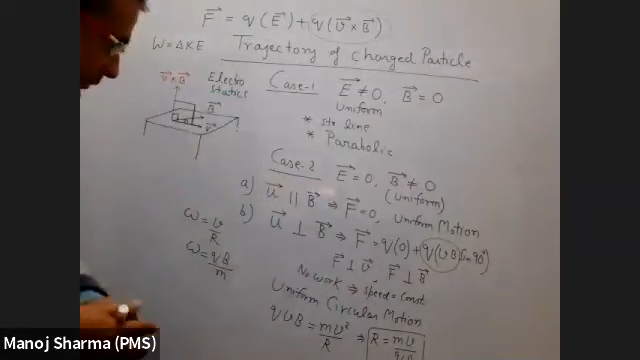 F⃗ = q(E⃗) + q(v⃗ × B⃗)
W = ΔKE
Trajectory of Charged Particle
v⃗ × B⃗
Electro
statics
B⃗
v⃗
Case-1 E⃗ ≠ 0, B⃗ = 0
Uniform
* str line
* Parabolic
Case-2 E⃗ = 0, B⃗ ≠ 0
(Uniform)
a) u⃗ || B⃗ ⇒ F⃗ = 0, Uniform Motion
b) u⃗ ⊥ B⃗ ⇒ F⃗ = q(0) + q(vB) sin 90°
F⃗ ⊥ v⃗ F⃗ ⊥ B⃗
No work ⇒ speed = const.
Uniform Circular Motion
qvB = mv²/R ⇒ R = mv/qB
ω = v/R
ω = qB/m
Manoj Sharma (PMS)